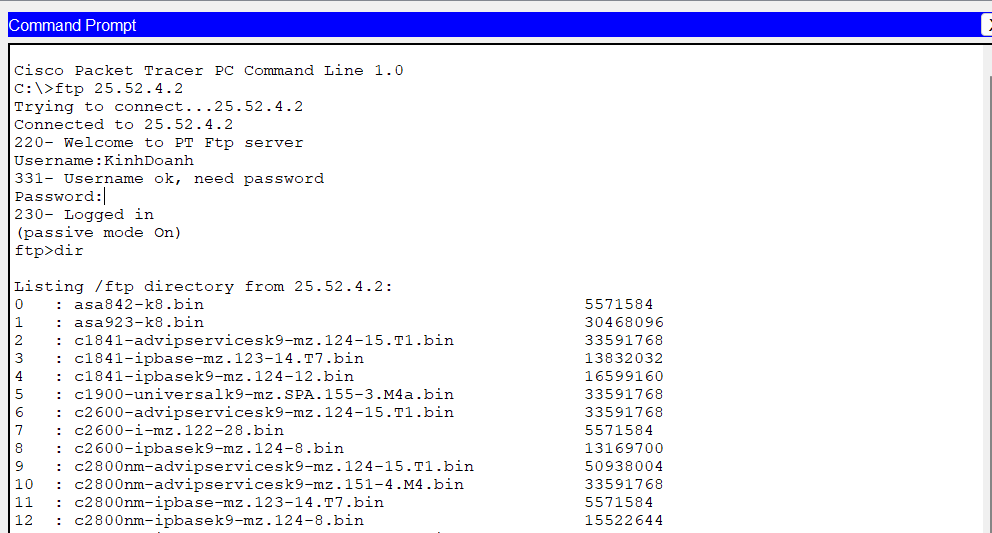 Command Prompt
Cisco Packet Tracer PC Command Line 1.0
C:\>ftp 25.52.4.2
Trying to connect...25.52.4.2
Connected to 25.52.4.2
220- Welcome to PT Ftp server
Username:KinhDoanh
331- Username ok, need password
Password:
230- Logged in
(passive mode On)
ftp>dir
Listing /ftp directory from 25.52.4.2:
0 : asa842-k8.bin 5571584
1 : asa923-k8.bin 30468096
2 : c1841-advipservicesk9-mz.124-15.T1.bin 33591768
3 : c1841-ipbase-mz.123-14.T7.bin 13832032
4 : c1841-ipbasek9-mz.124-12.bin 16599160
5 : c1900-universalk9-mz.SPA.155-3.M4a.bin 33591768
6 : c2600-advipservicesk9-mz.124-15.T1.bin 33591768
7 : c2600-i-mz.122-28.bin 5571584
8 : c2600-ipbasek9-mz.124-8.bin 13169700
9 : c2800nm-advipservicesk9-mz.124-15.T1.bin 50938004
10 : c2800nm-advipservicesk9-mz.151-4.M4.bin 33591768
11 : c2800nm-ipbase-mz.123-14.T7.bin 5571584
12 : c2800nm-ipbasek9-mz.124-8.bin 15522644